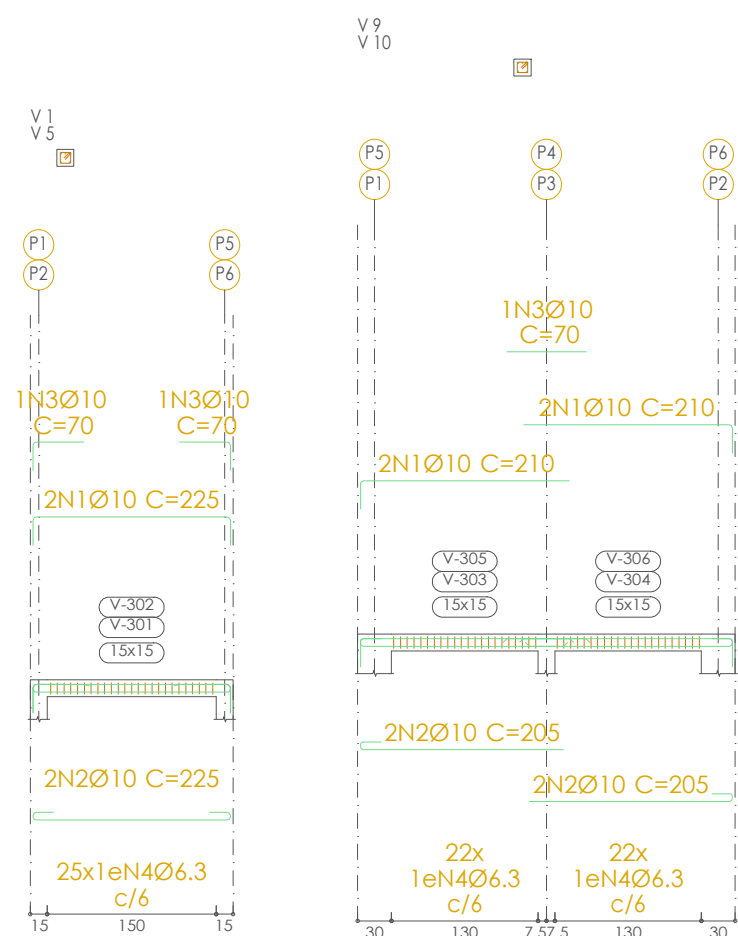 V 1
V 5
P1
P5
P2
P6
1N3Ø10
C=70
1N3Ø10
C=70
2N1Ø10 C=225
V-302
V-301
15x15
2N2Ø10 C=225
25x1eN4Ø6.3
c/6
15
150
15
V 9
V 10
P5
P4
P6
P1
P3
P2
1N3Ø10
C=70
2N1Ø10 C=210
2N1Ø10 C=210
V-305
V-303
15x15
V-306
V-304
15x15
2N2Ø10 C=205
2N2Ø10 C=205
22x
1eN4Ø6.3
c/6
22x
1eN4Ø6.3
c/6
30
130
7.5
7.5
130
30